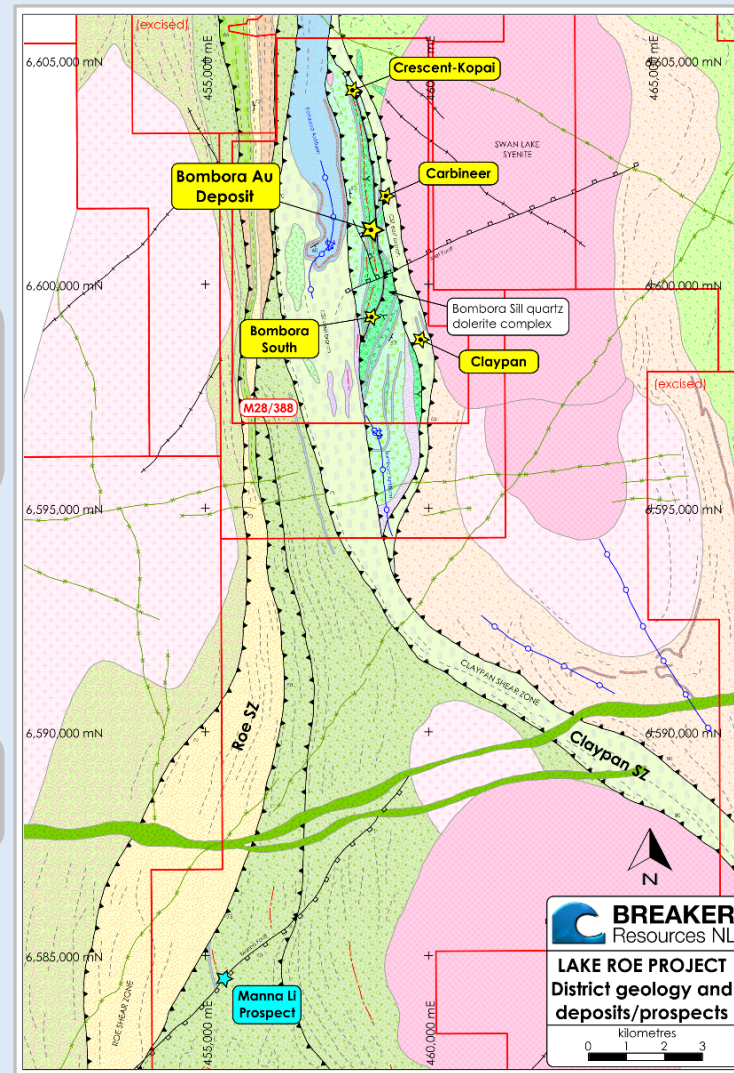 (excised)
455,000 mE
460,000 mE
6,605,000 mN
6,605,000 mN
465,000 mE
Crescent-Kopai
SWAN LAKE
SYENITE
Bombora Au
Deposit
Carbineer
6,600,000 mN
6,600,000 mN
Bombora Sill quartz
dolerite complex
Bombora
South
Claypan
(excised)
M28/388
6,595,000 mN
6,595,000 mN
CLAYPAN SHEAR ZONE
Roe SZ
6,590,000 mN
6,590,000 mN
Claypan SZ
N
BREAKER
Resources NL
6,585,000 mN
LAKE ROE PROJECT
District geology and
deposits/prospects
Manna Li
Prospect
ROE SHEAR ZONE
455,000 mE
460,000 mE
kilometres
0 1 2 3